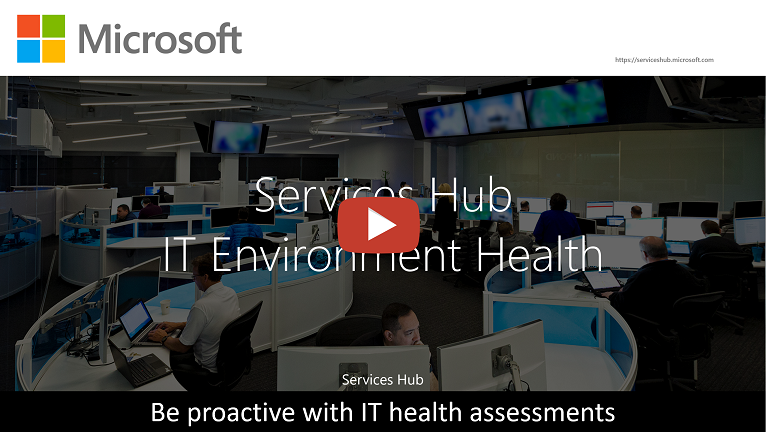 Microsoft
https://serviceshub.microsoft.com
Services Hub
IT Environment Health
Services Hub
Be proactive with IT health assessments